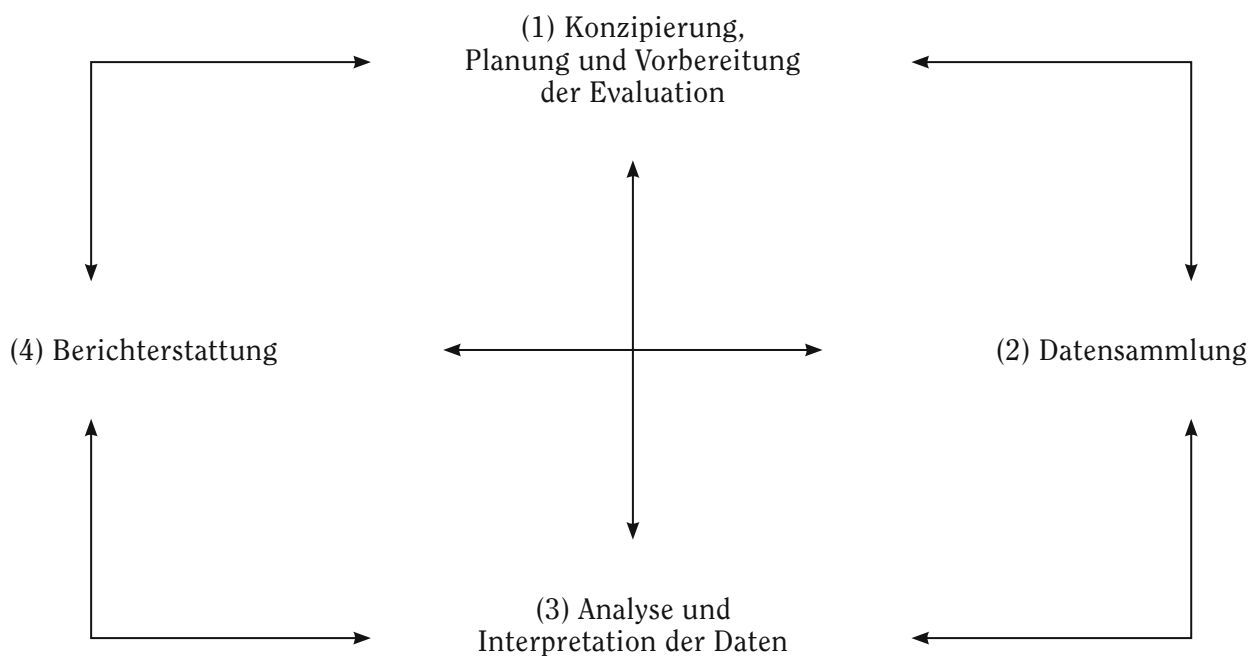 (1) Konzipierung,
Planung und Vorbereitung
der Evaluation
(4) Berichterstattung
(2) Datensammlung
(3) Analyse und
Interpretation der Daten